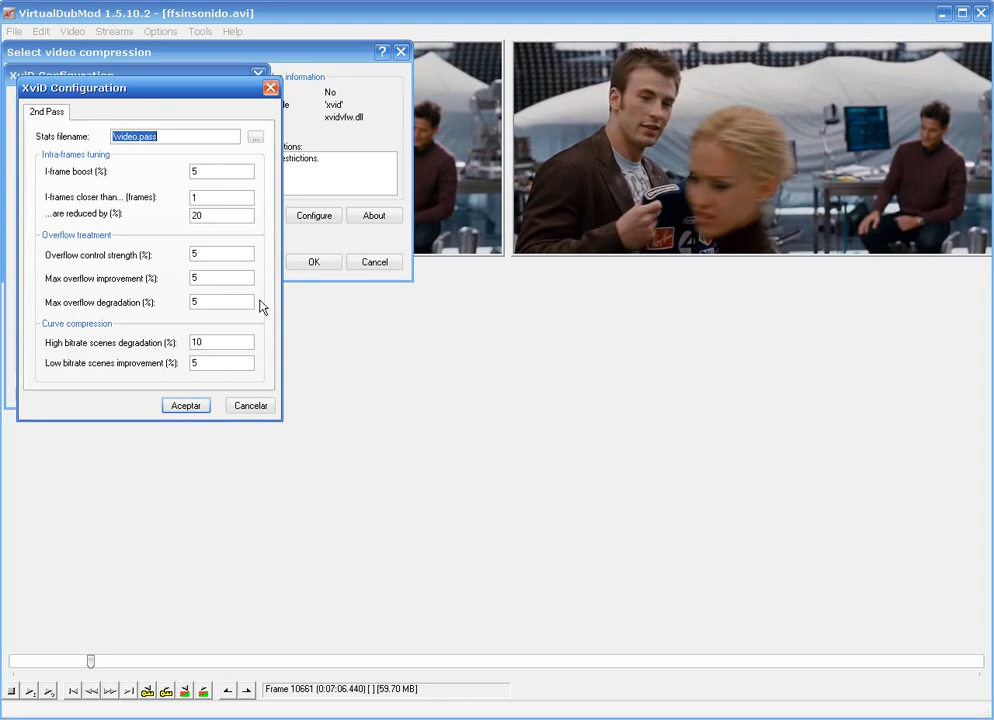 VirtualDubMod 1.5.10.2 - [ffsinsonido.avi]
File Edit Video Streams Options Tools Help
Select video compression
XviD Configuration
information
XviD Configuration
No
2nd Pass
'xvid'
xvidvfw.dll
Stats filename: \video.pass ...
Intra-frames tuning
estrictions.
I-frame boost (%): 5
I-frames closer than... (frames): 1
...are reduced by (%): 20
Configure About
Overflow treatment
Overflow control strength (%): 5
OK Cancel
Max overflow improvement (%): 5
Max overflow degradation (%): 5
Curve compression
High bitrate scenes degradation (%): 10
Low bitrate scenes improvement (%): 5
Aceptar Cancelar
Frame 10661 (0:07:06.440) [ ] [59.70 MB]